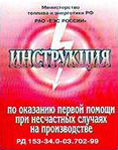 Министерство
топлива и энергетики РФ
РАО «ЕЭС РОССИИ»
ИНСТРУКЦИЯ
по оказанию первой помощи
при несчастных случаях
на производстве
РД 153-34.0-03.702-99